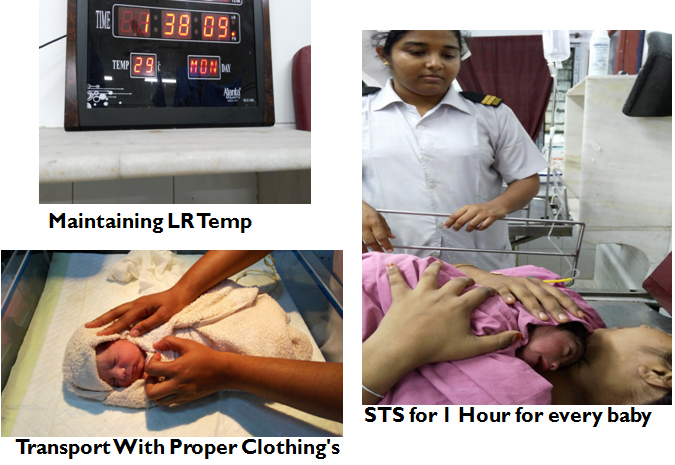 TIME 1 38 09
TEMP 29 c MON DAY
Ajanta
Maintaining LR Temp
STS for 1 Hour for every baby
Transport With Proper Clothing's